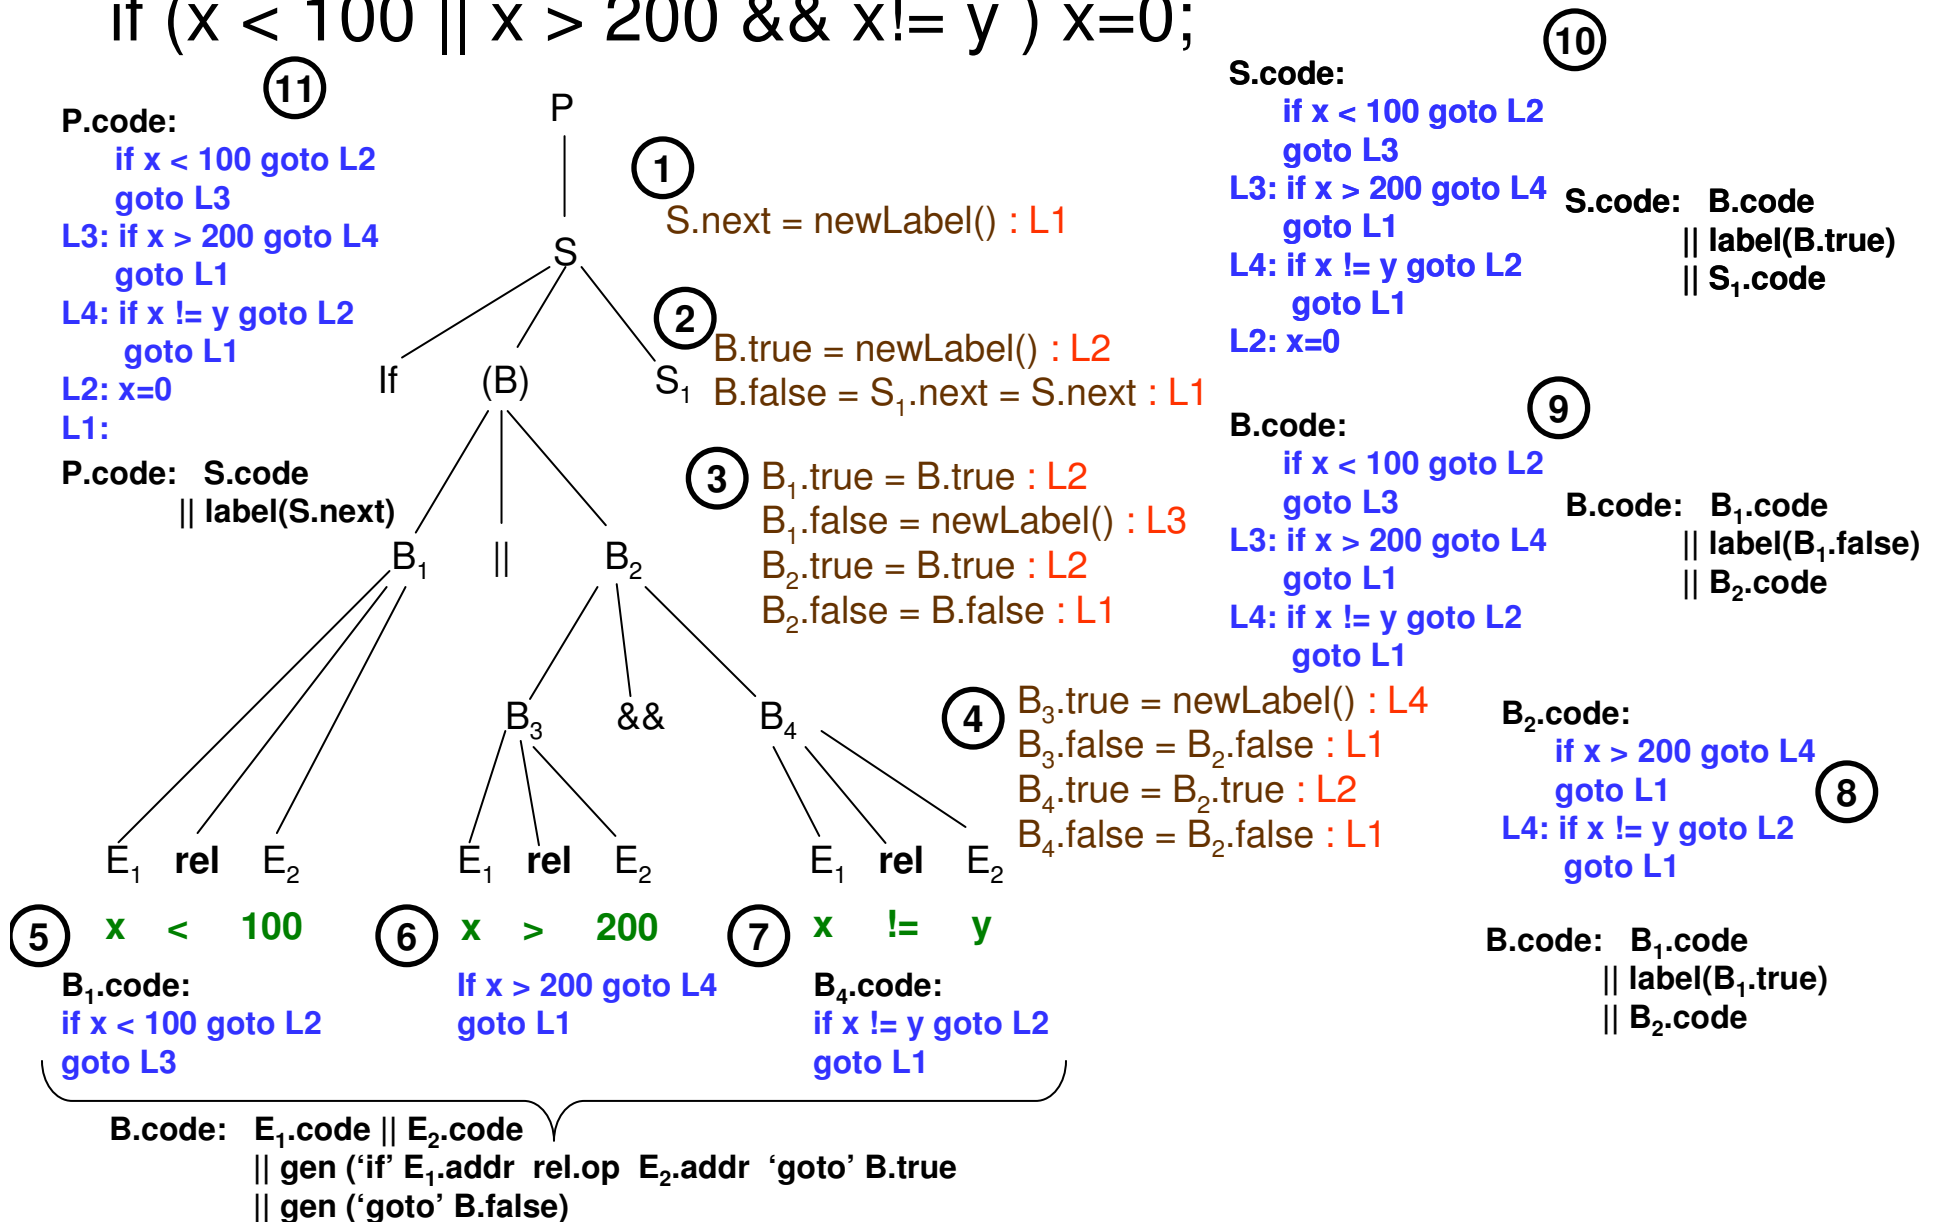 if (x < 100 || x > 200 && x!= y ) x=0;
11
P.code:
if x < 100 goto L2
goto L3
L3: if x > 200 goto L4
goto L1
L4: if x != y goto L2
goto L1
L2: x=0
L1:
P.code: S.code
|| label(S.next)
P
1
S.next = newLabel() : L1
S
2
B.true = newLabel() : L2
B.false = S1.next = S.next : L1
If (B) S1
3
B1.true = B.true : L2
B1.false = newLabel() : L3
B2.true = B.true : L2
B2.false = B.false : L1
B1 || B2
4
B3.true = newLabel() : L4
B3.false = B2.false : L1
B4.true = B2.true : L2
B4.false = B2.false : L1
B3 && B4
E1 rel E2 E1 rel E2 E1 rel E2
5 x < 100 6 x > 200 7 x != y
B1.code:
if x < 100 goto L2
goto L3
If x > 200 goto L4
goto L1
B4.code:
if x != y goto L2
goto L1
B.code: E1.code || E2.code
|| gen (‘if’ E1.addr rel.op E2.addr ‘goto’ B.true
|| gen (‘goto’ B.false)
8
B2.code:
if x > 200 goto L4
goto L1
L4: if x != y goto L2
goto L1
B.code: B1.code
|| label(B1.true)
|| B2.code
9
B.code:
if x < 100 goto L2
goto L3
L3: if x > 200 goto L4
goto L1
L4: if x != y goto L2
goto L1
B.code: B1.code
|| label(B1.false)
|| B2.code
10
S.code:
if x < 100 goto L2
goto L3
L3: if x > 200 goto L4
goto L1
L4: if x != y goto L2
goto L1
L2: x=0
S.code: B.code
|| label(B.true)
|| S1.code